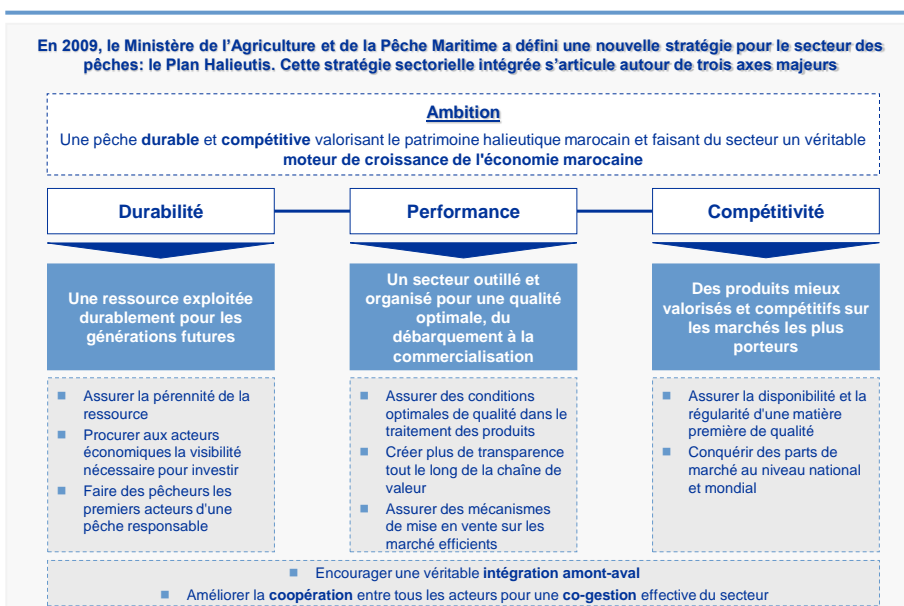 En 2009, le Ministère de l'Agriculture et de la Pêche Maritime a défini une nouvelle stratégie pour le secteur des
pêches: le Plan Halieutis. Cette stratégie sectorielle intégrée s'articule autour de trois axes majeurs
Ambition
Une pêche durable et compétitive valorisant le patrimoine halieutique marocain et faisant du secteur un véritable
moteur de croissance de l'économie marocaine
Durabilité
Une ressource exploitée
durablement pour les
générations futures
■ Assurer la pérennité de la
ressource
■ Procurer aux acteurs
économiques la visibilité
nécessaire pour investir
■ Faire des pêcheurs les
premiers acteurs d'une
pêche responsable
Performance
Un secteur outillé et
organisé pour une qualité
optimale, du
débarquement à la
commercialisation
■ Assurer des conditions
optimales de qualité dans le
traitement des produits
■ Créer plus de transparence
tout le long de la chaîne de
valeur
■ Assurer des mécanismes
de mise en vente sur les
marché efficients
Compétitivité
Des produits mieux
valorisés et compétitifs sur
les marchés les plus
porteurs
■ Assurer la disponibilité et la
régularité d'une matière
première de qualité
■ Conquérir des parts de
marché au niveau national
et mondial
■ Encourager une véritable intégration amont-aval
■ Améliorer la coopération entre tous les acteurs pour une co-gestion effective du secteur